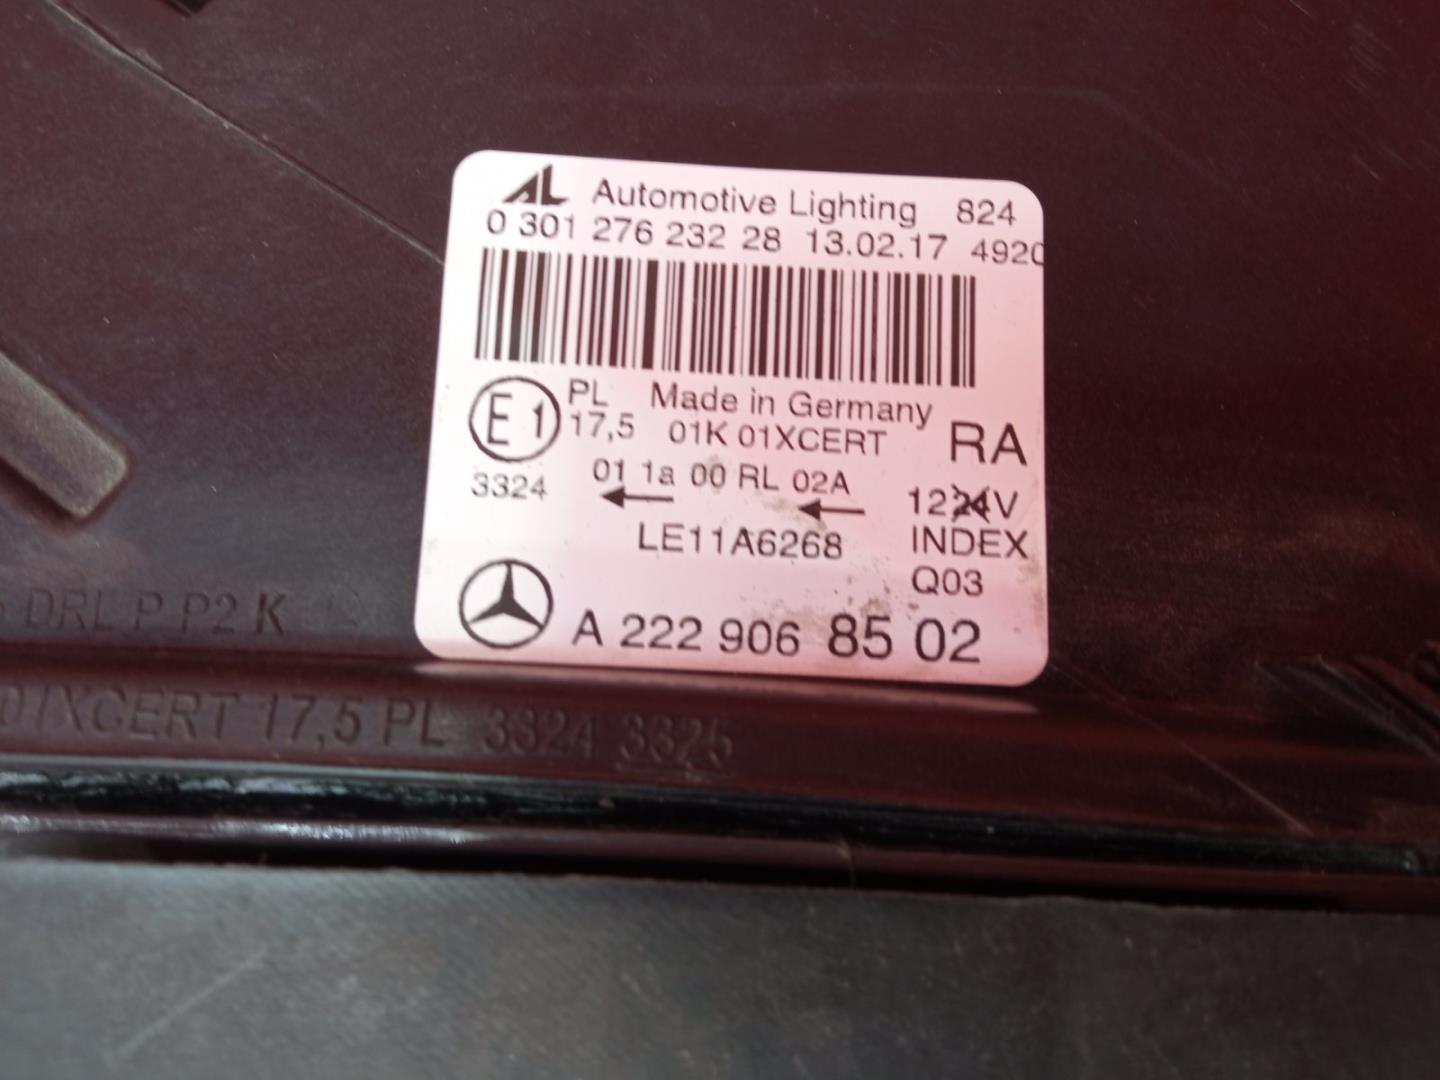 AL Automotive Lighting 824
0 301 276 232 28 13.02.17 4920
E1 PL Made in Germany
17,5 01K 01XCERT RA
3324 01 1a 00 RL 02A 1224V
LE11A6268 INDEX
Q03
A 222 906 85 02
DRL P P2 K
01XCERT 17,5 PL 3324 3325